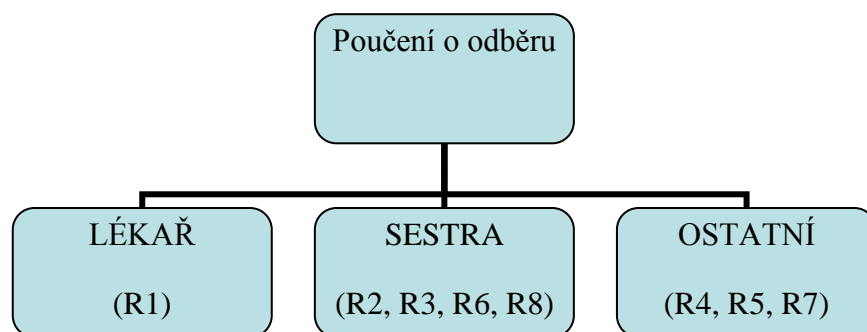 Poučení o odběru
LÉKAŘ
(R1)
SESTRA
(R2, R3, R6, R8)
OSTATNÍ
(R4, R5, R7)